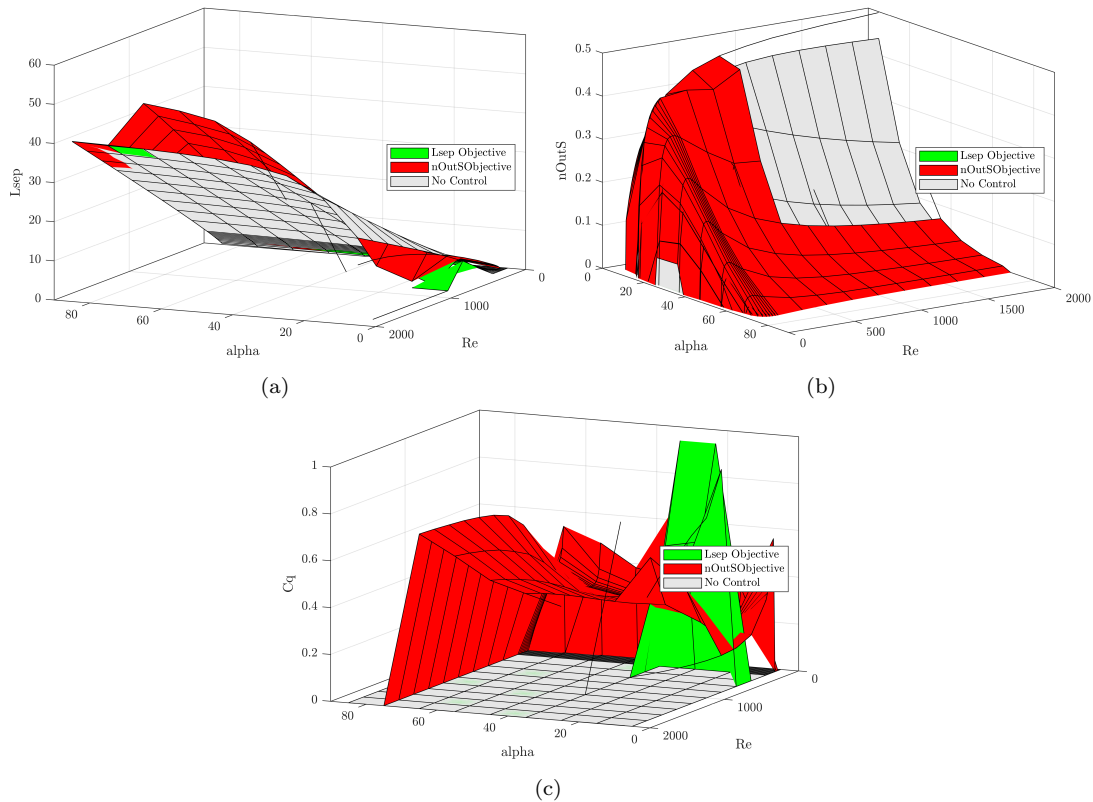 60
50
40
30
20
10
0
Lsep
80
60
40
20
0
alpha
2000
1000
0
Re
Lsep Objective
nOutSObjective
No Control
(a)
0.5
0.4
0.3
0.2
0.1
0
nOutS
0
20
40
60
80
alpha
0
500
1000
1500
2000
Re
Lsep Objective
nOutSObjective
No Control
(b)
1
0.8
0.6
0.4
0.2
0
Cq
80
60
40
20
0
alpha
2000
1000
0
Re
Lsep Objective
nOutSObjective
No Control
(c)